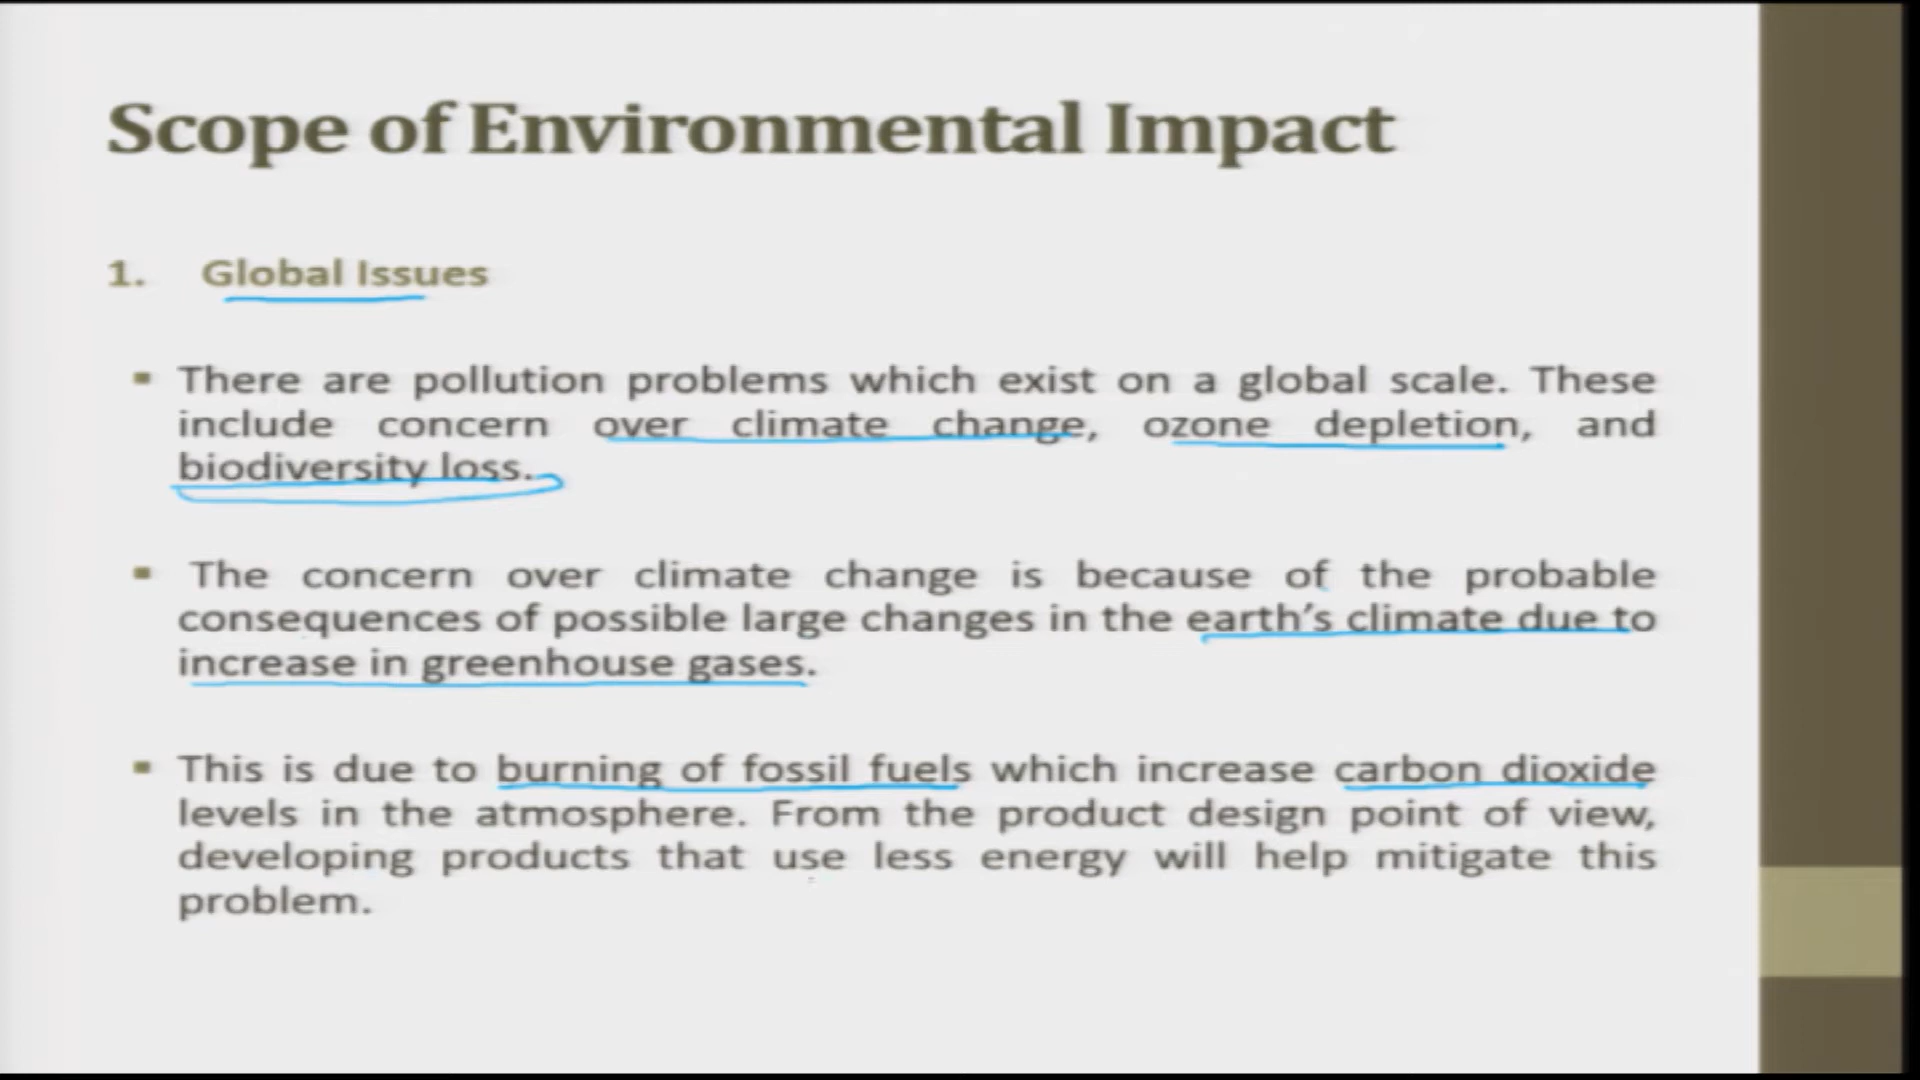 Scope of Environmental Impact
1. Global Issues
▪ There are pollution problems which exist on a global scale. These
include concern over climate change, ozone depletion, and
biodiversity loss.
▪ The concern over climate change is because of the probable
consequences of possible large changes in the earth's climate due to
increase in greenhouse gases.
▪ This is due to burning of fossil fuels which increase carbon dioxide
levels in the atmosphere. From the product design point of view,
developing products that use less energy will help mitigate this
problem.